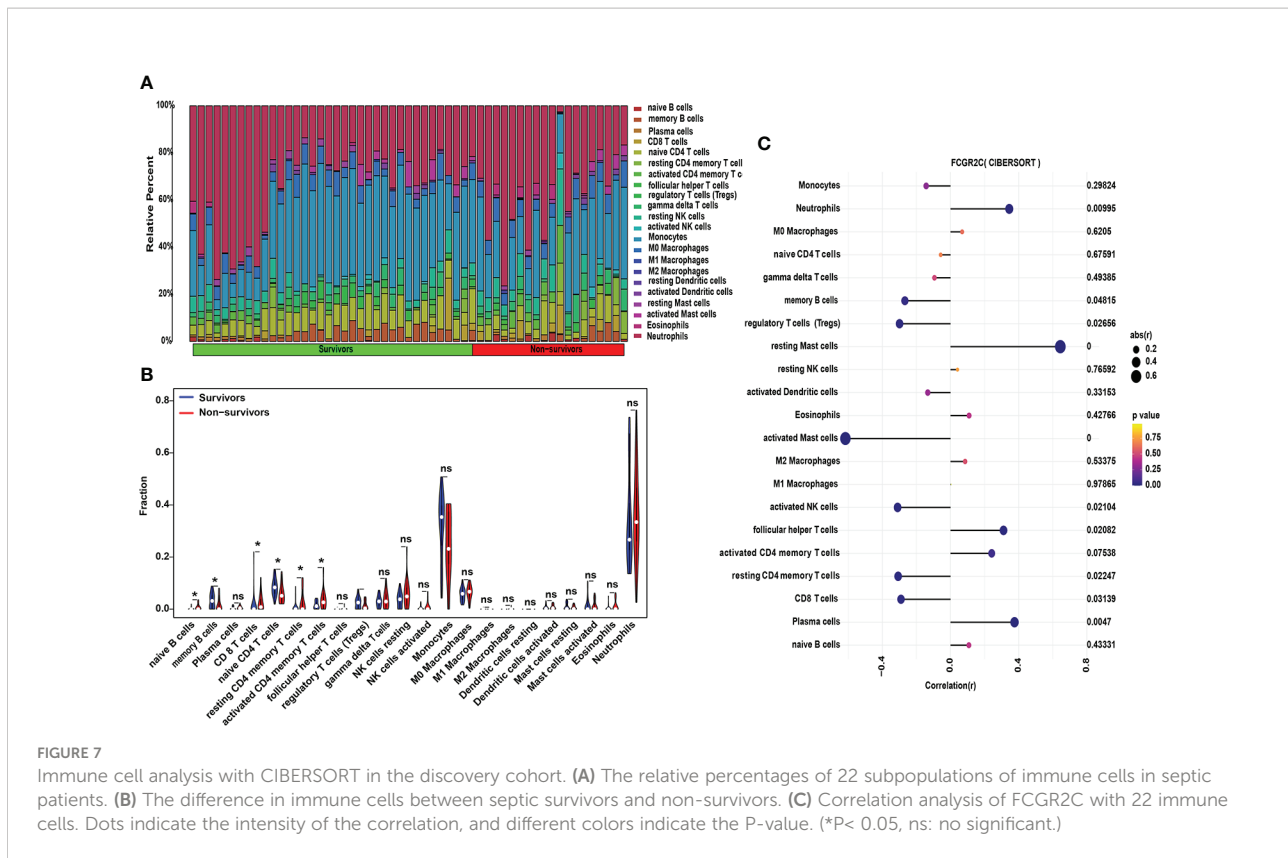 A
100%
80%
60%
40%
20%
0%
Relative Percent
Survivors
Non-survivors
naive B cells
memory B cells
Plasma cells
CD8 T cells
naive CD4 T cells
resting CD4 memory T cell
activated CD4 memory T c
follicular helper T cells
regulatory T cells (Tregs)
gamma delta T cells
resting NK cells
activated NK cells
Monocytes
M0 Macrophages
M1 Macrophages
M2 Macrophages
resting Dendritic cells
activated Dendritic cells
resting Mast cells
activated Mast cells
Eosinophils
Neutrophils
B
Survivors
Non-survivors
0.8
0.6
0.4
0.2
0.0
Fraction
* * ns * * * * ns * ns ns ns ns ns ns ns ns ns ns ns ns ns
naive B cells
memory B cells
Plasma cells
CD 8 T cells
naive CD4 T cells
resting CD4 memory T cells
activated CD4 memory T cells
follicular helper T cells
regulatory T cells (Tregs)
gamma delta T cells
NK cells resting
NK cells activated
Monocytes
M0 Macrophages
M1 Macrophages
M2 Macrophages
Dendritic cells resting
Dendritic cells activated
Mast cells resting
Mast cells activated
Eosinophils
Neutrophils
C
FCGR2C( CIBERSORT )
Monocytes 0.29824
Neutrophils 0.00995
M0 Macrophages 0.6205
naive CD4 T cells 0.67591
gamma delta T cells 0.49385
memory B cells 0.04815
regulatory T cells (Tregs) 0.02656
resting Mast cells 0
resting NK cells 0.76592
activated Dendritic cells 0.33153
Eosinophils 0.42766
activated Mast cells 0
M2 Macrophages 0.53375
M1 Macrophages 0.97865
activated NK cells 0.02104
follicular helper T cells 0.02082
activated CD4 memory T cells 0.07538
resting CD4 memory T cells 0.02247
CD8 T cells 0.03139
Plasma cells 0.0047
naive B cells 0.43331
−0.4 0.0 0.4 0.8
Correlation(r)
abs(r)
0.2
0.4
0.6
p value
0.75
0.50
0.25
0.00
FIGURE 7
Immune cell analysis with CIBERSORT in the discovery cohort. (A) The relative percentages of 22 subpopulations of immune cells in septic
patients. (B) The difference in immune cells between septic survivors and non-survivors. (C) Correlation analysis of FCGR2C with 22 immune
cells. Dots indicate the intensity of the correlation, and different colors indicate the P-value. (*P< 0.05, ns: no significant.)